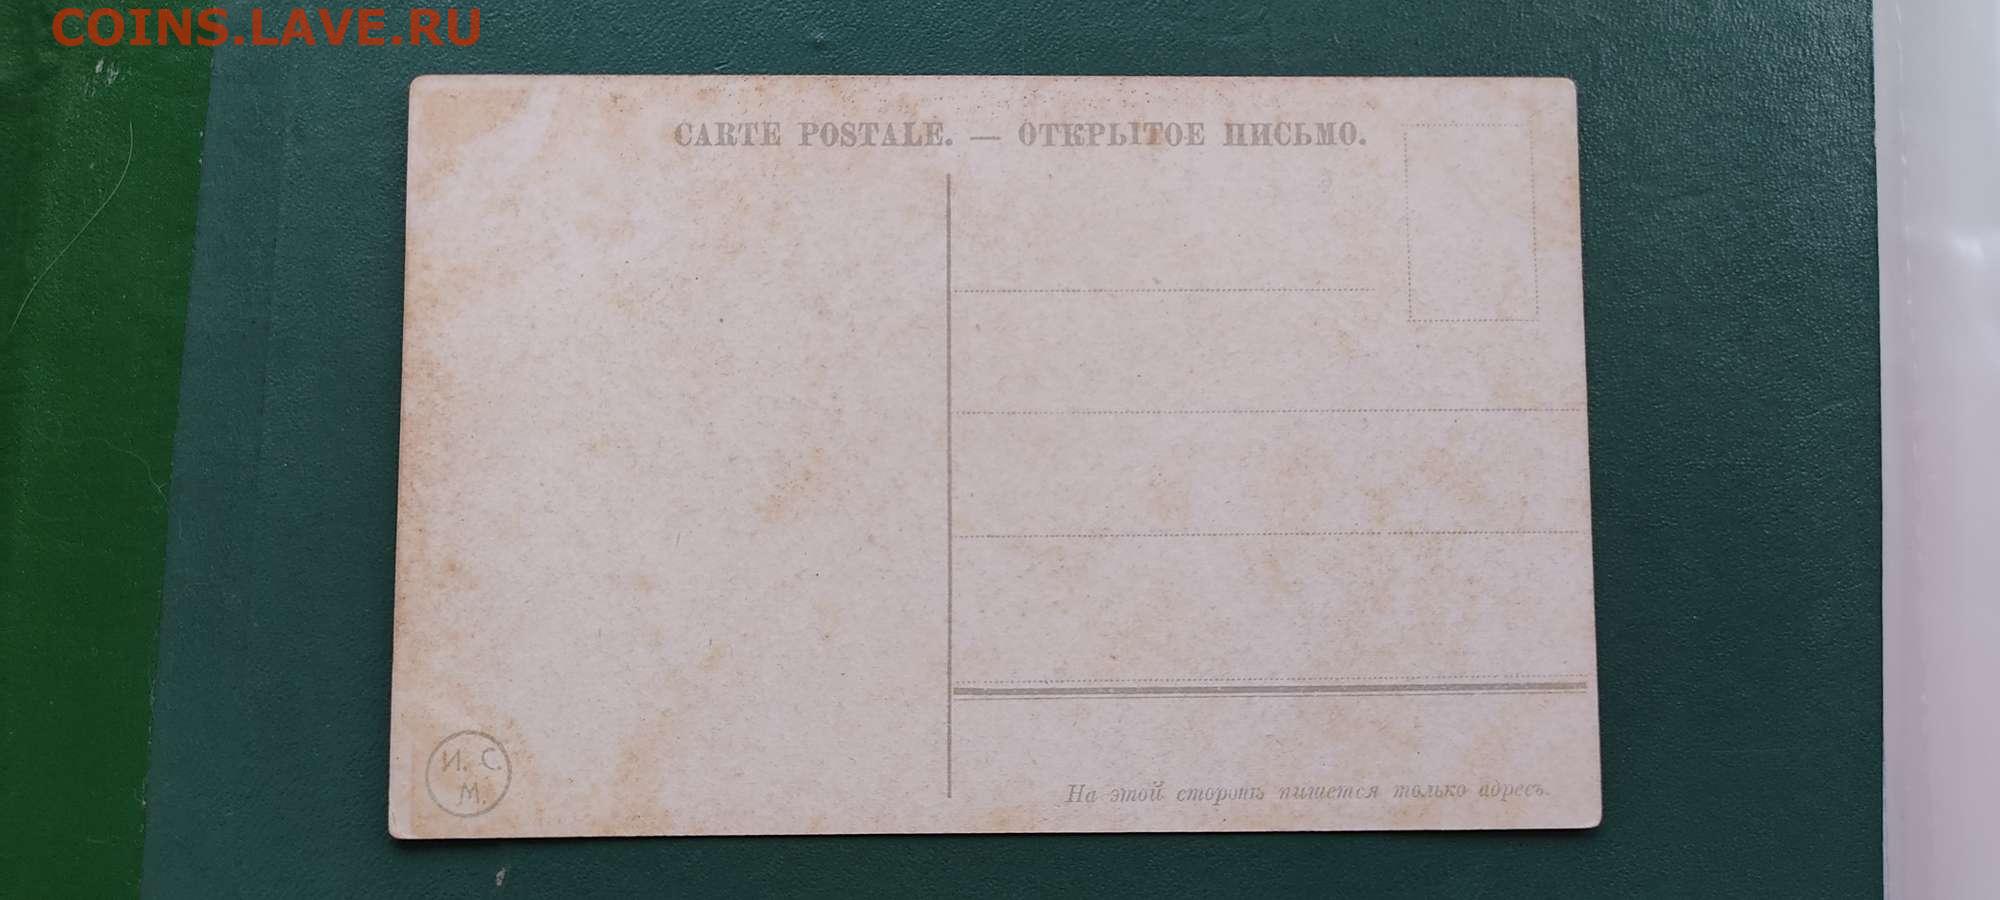 COINS.LAVE.RU
CARTE POSTALE. — ОТКРЫТОЕ ПИСЬМО.
И. С.
М.
На этой сторонѣ пишется только адресъ.